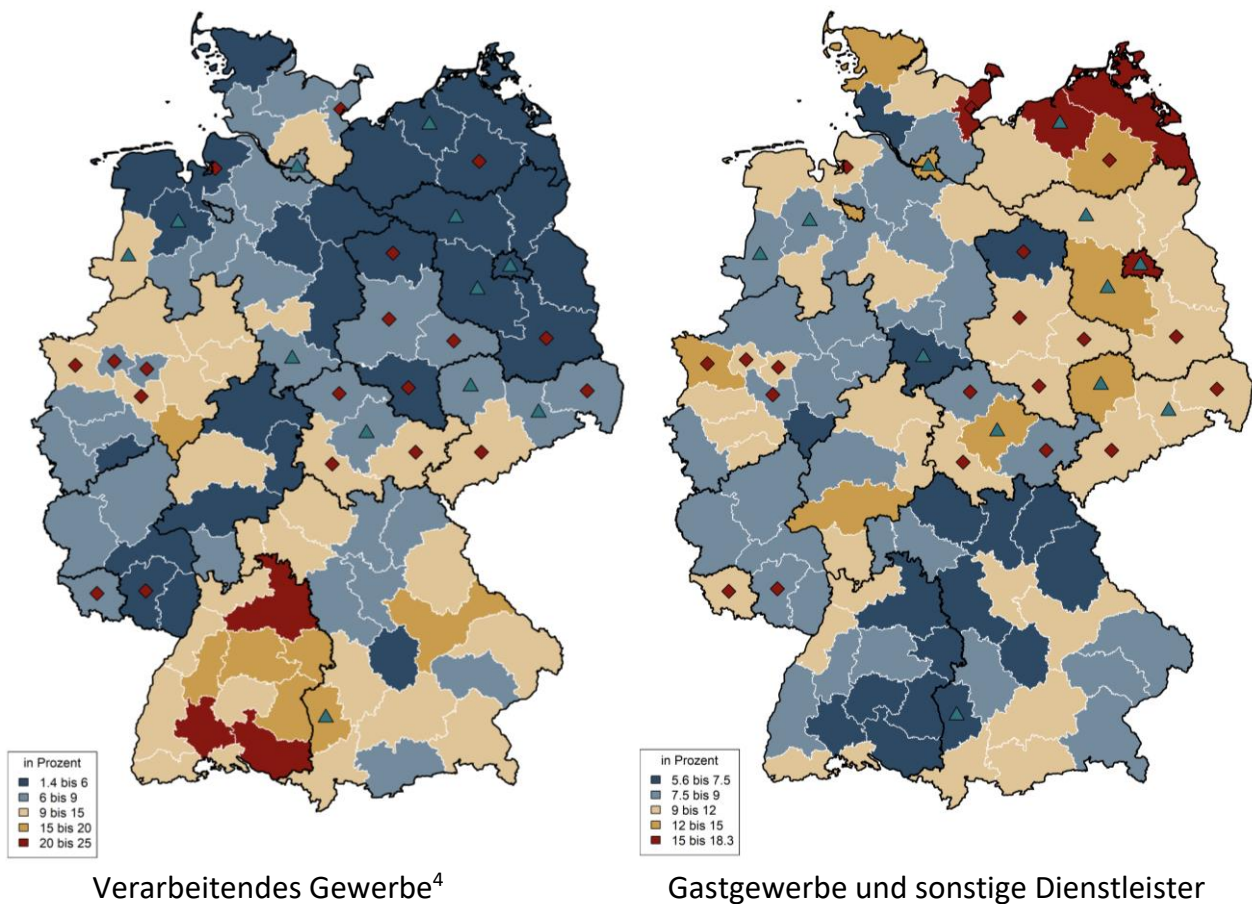 in Prozent
1.4 bis 6
6 bis 9
9 bis 15
15 bis 20
20 bis 25
in Prozent
5.6 bis 7.5
7.5 bis 9
9 bis 12
12 bis 15
15 bis 18.3
Verarbeitendes Gewerbe⁴
Gastgewerbe und sonstige Dienstleister